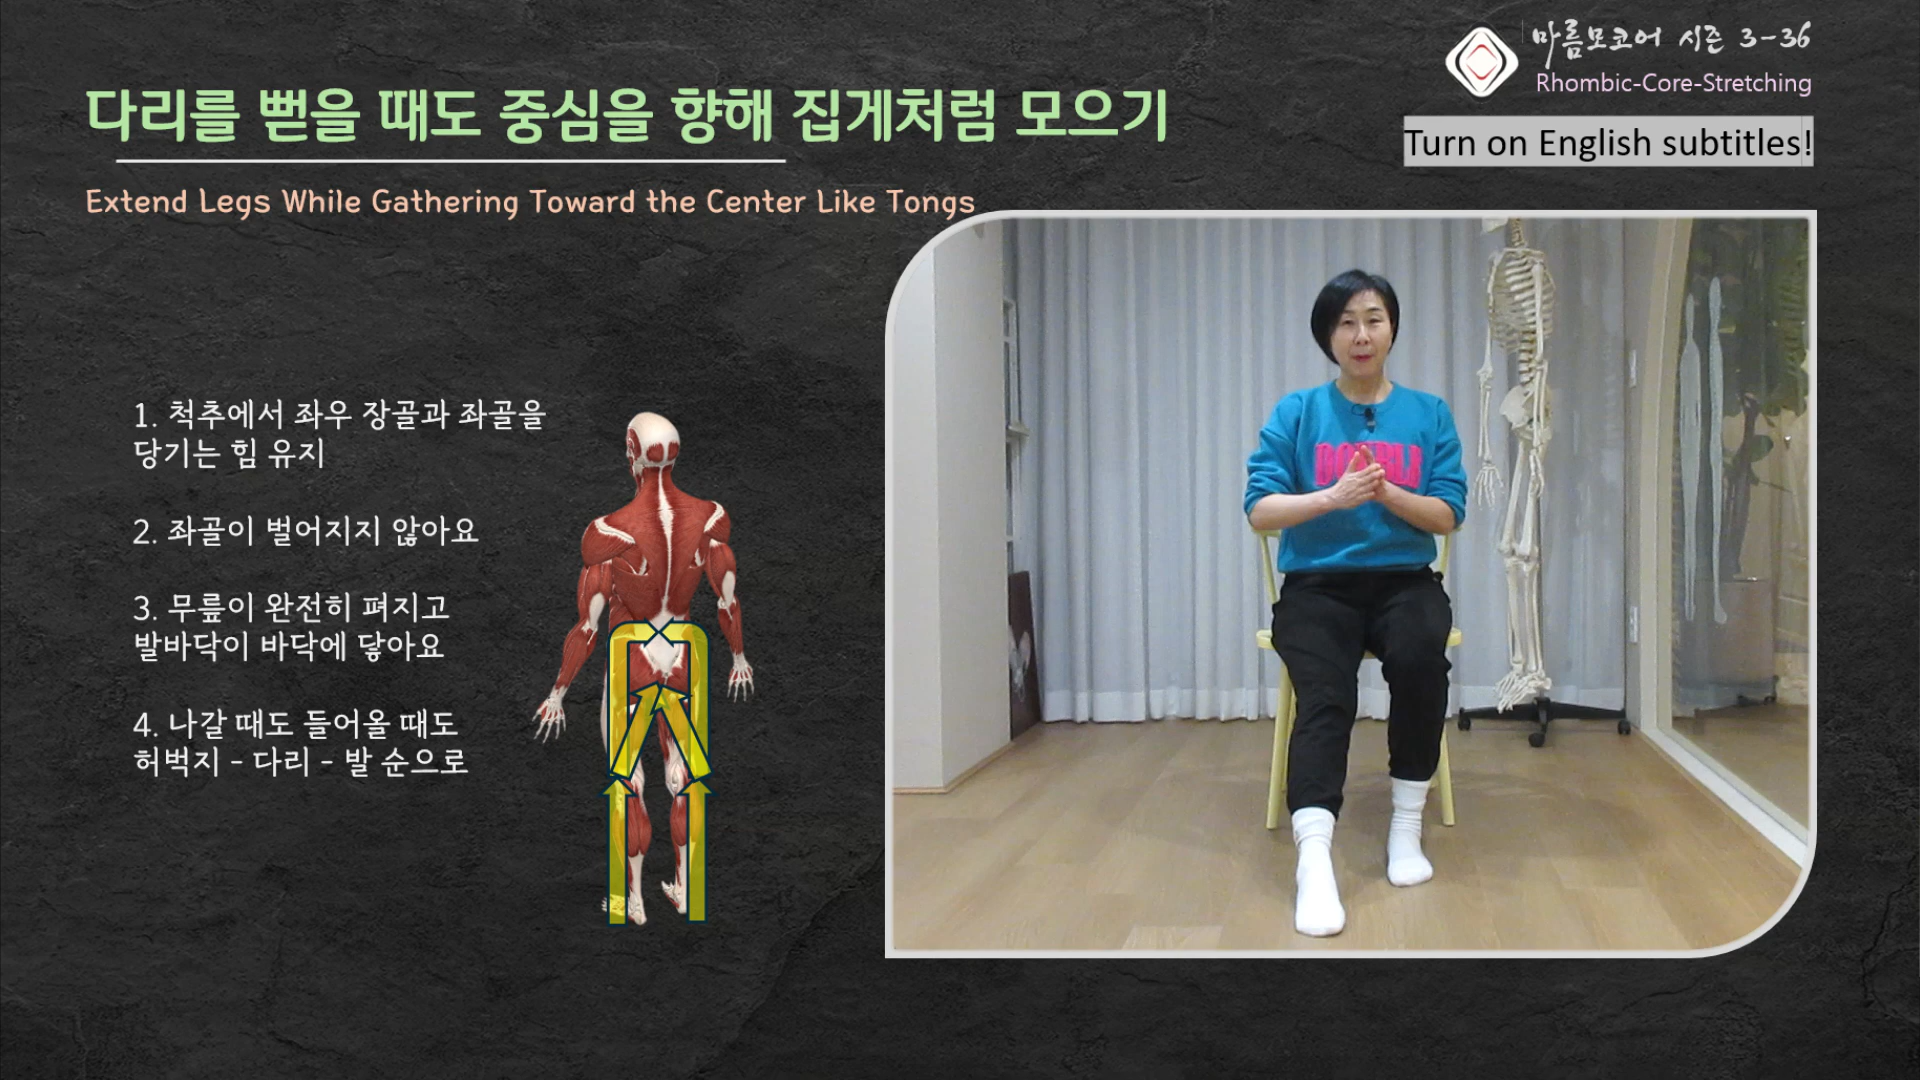 마름모코어 시즌 3-36
Rhombic-Core-Stretching
다리를 뻗을 때도 중심을 향해 집게처럼 모으기
Turn on English subtitles!
Extend Legs While Gathering Toward the Center Like Tongs
1. 척추에서 좌우 장골과 좌골을
당기는 힘 유지
2. 좌골이 벌어지지 않아요
3. 무릎이 완전히 펴지고
발바닥이 바닥에 닿아요
4. 나갈 때도 들어올 때도
허벅지 - 다리 - 발 순으로